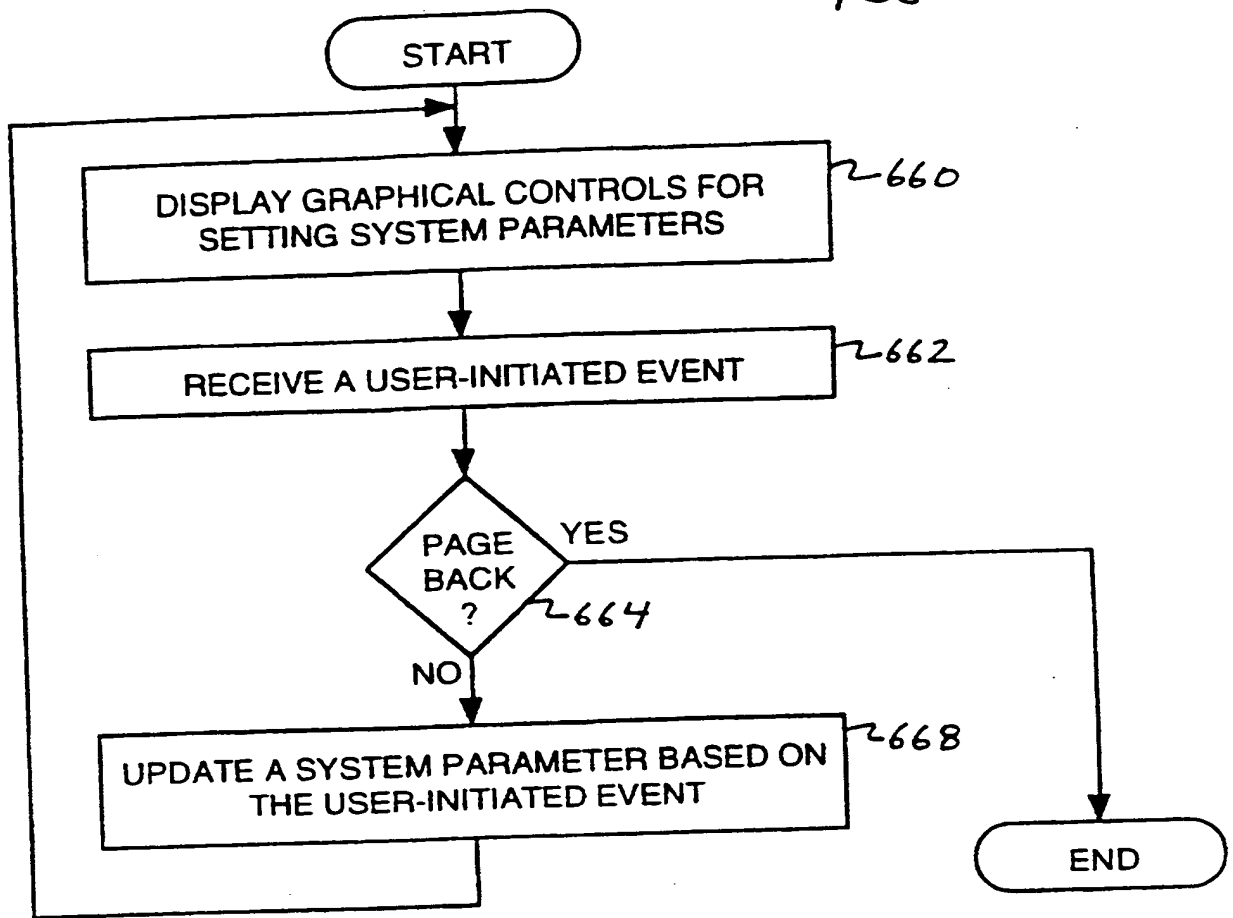 START
DISPLAY GRAPHICAL CONTROLS FOR
SETTING SYSTEM PARAMETERS
660
RECEIVE A USER-INITIATED EVENT
662
PAGE
BACK
?
YES
664
NO
UPDATE A SYSTEM PARAMETER BASED ON
THE USER-INITIATED EVENT
668
END